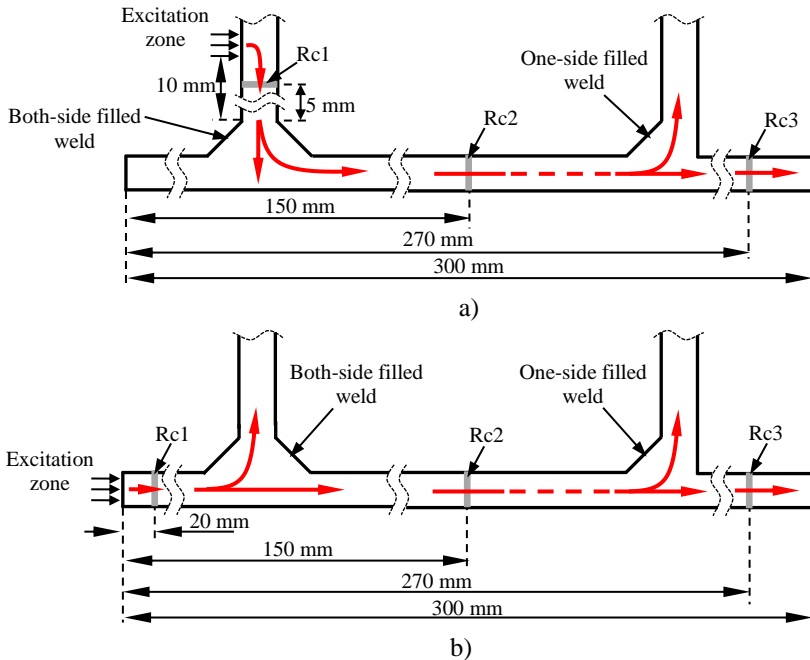 Excitation
zone
Rc1
10 mm
5 mm
One-side filled
weld
Both-side filled
weld
Rc2
Rc3
150 mm
270 mm
300 mm
a)
Both-side filled
weld
One-side filled
weld
Rc1
Rc2
Rc3
Excitation
zone
20 mm
150 mm
270 mm
300 mm
b)